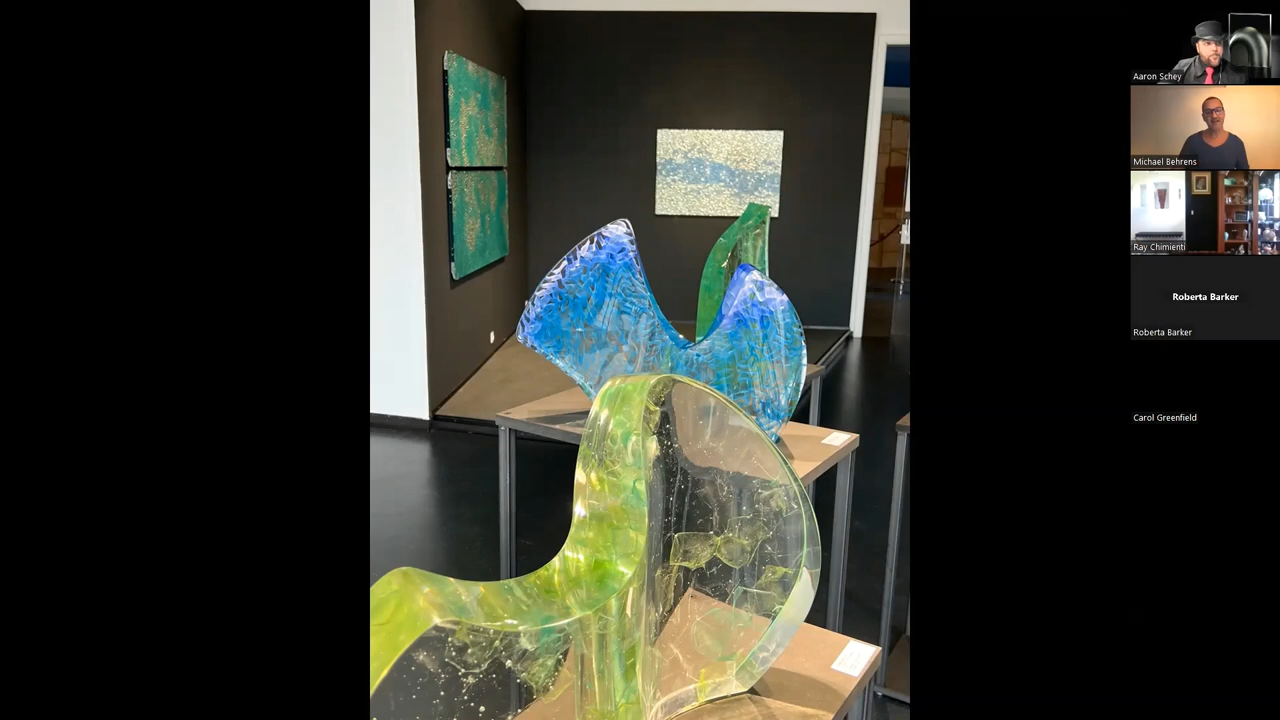 Aaron Schey
Michael Behrens
Ray Chimienti
Roberta Barker
Roberta Barker
Carol Greenfield